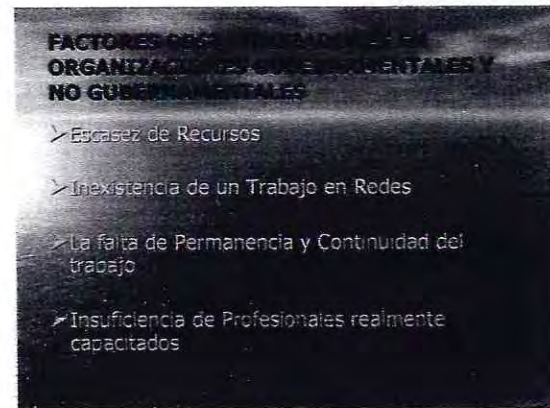 FACTORES EN
ORGANIZACIONES GUBERNAMENTALES Y
NO GUBERNAMENTALES
➢Escasez de Recursos
➢Inexistencia de un Trabajo en Redes
➢La falta de Permanencia y Continuidad del
trabajo
➢Insuficiencia de Profesionales realmente
capacitados